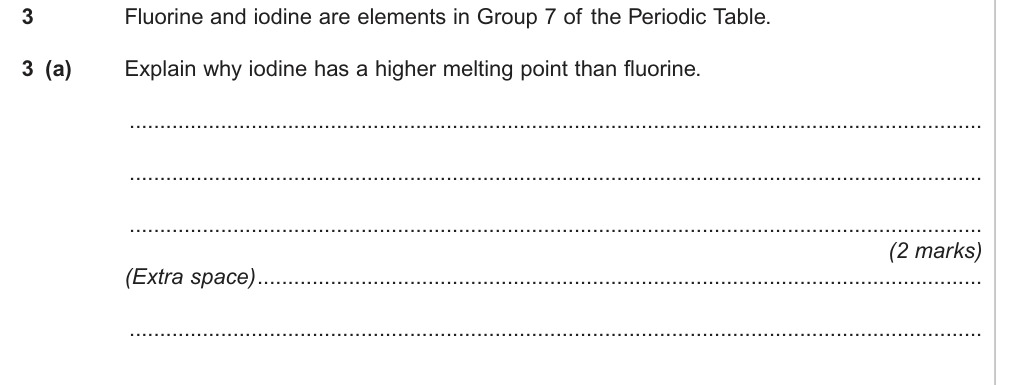 3 Fluorine and iodine are elements in Group 7 of the Periodic Table.
3 (a) Explain why iodine has a higher melting point than fluorine.
(2 marks)
(Extra space)